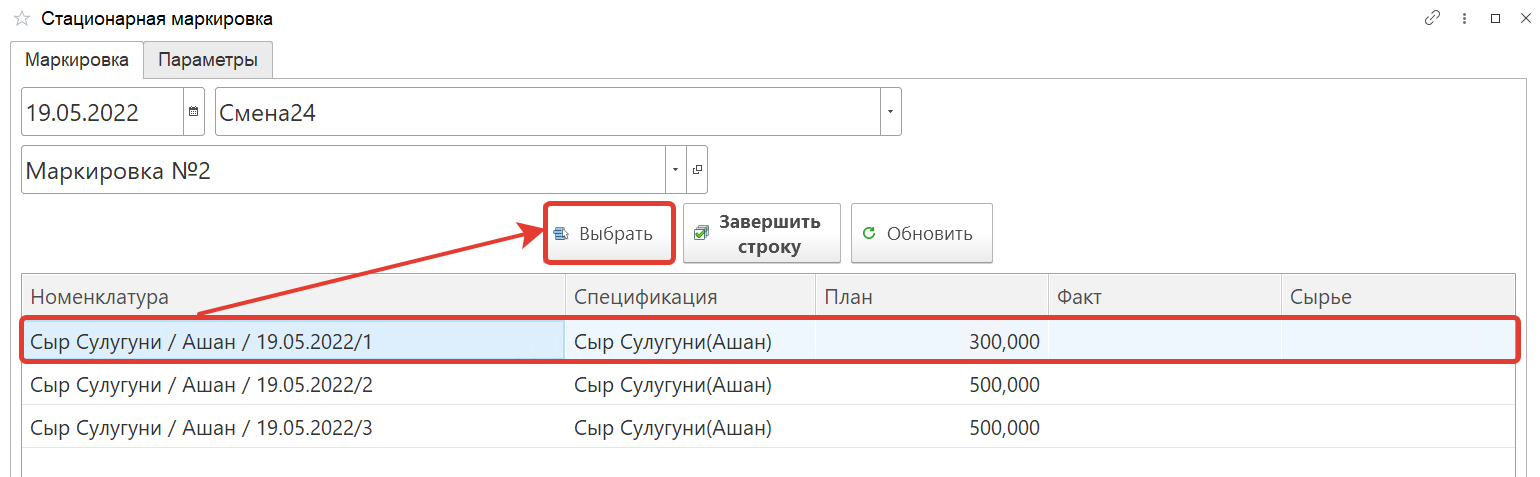 Стационарная маркировка
Маркировка Параметры
19.05.2022 Смена24
Маркировка №2
Выбрать Завершить строку Обновить
Номенклатура Спецификация План Факт Сырье
Сыр Сулугуни / Ашан / 19.05.2022/1 Сыр Сулугуни(Ашан) 300,000
Сыр Сулугуни / Ашан / 19.05.2022/2 Сыр Сулугуни(Ашан) 500,000
Сыр Сулугуни / Ашан / 19.05.2022/3 Сыр Сулугуни(Ашан) 500,000